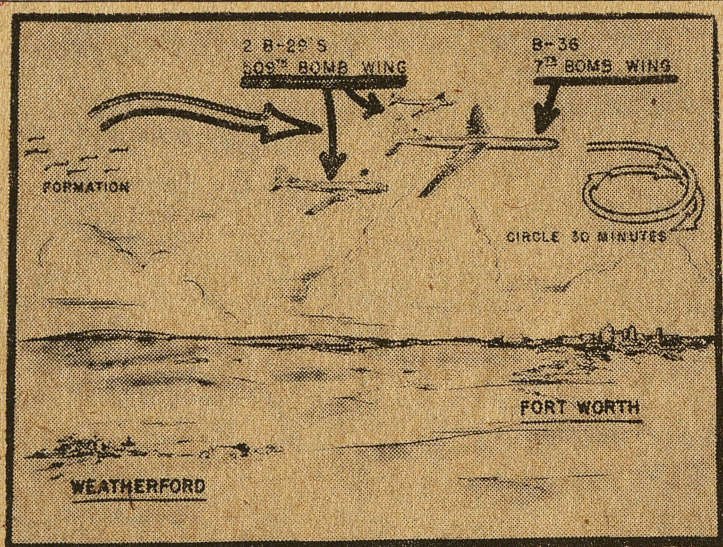 2 B-29'S
509TH BOMB WING
B-36
7TH BOMB WING
FORMATION
CIRCLE 30 MINUTES
FORT WORTH
WEATHERFORD